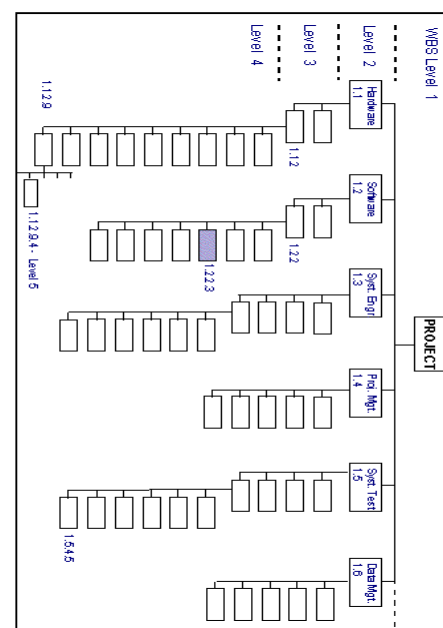 WBS Level 1
Level 2
Level 3
Level 4
PROJECT
Hardware
1.1
Software
1.2
Syst. Engr
1.3
Proj. Mgt.
1.4
Syst. Test
1.5
Data Mgt.
1.6
1.1.2
1.2.2
1.1.2.9
1.2.2.3
1.1.2.9.4 - Level 5
1.5.4.5